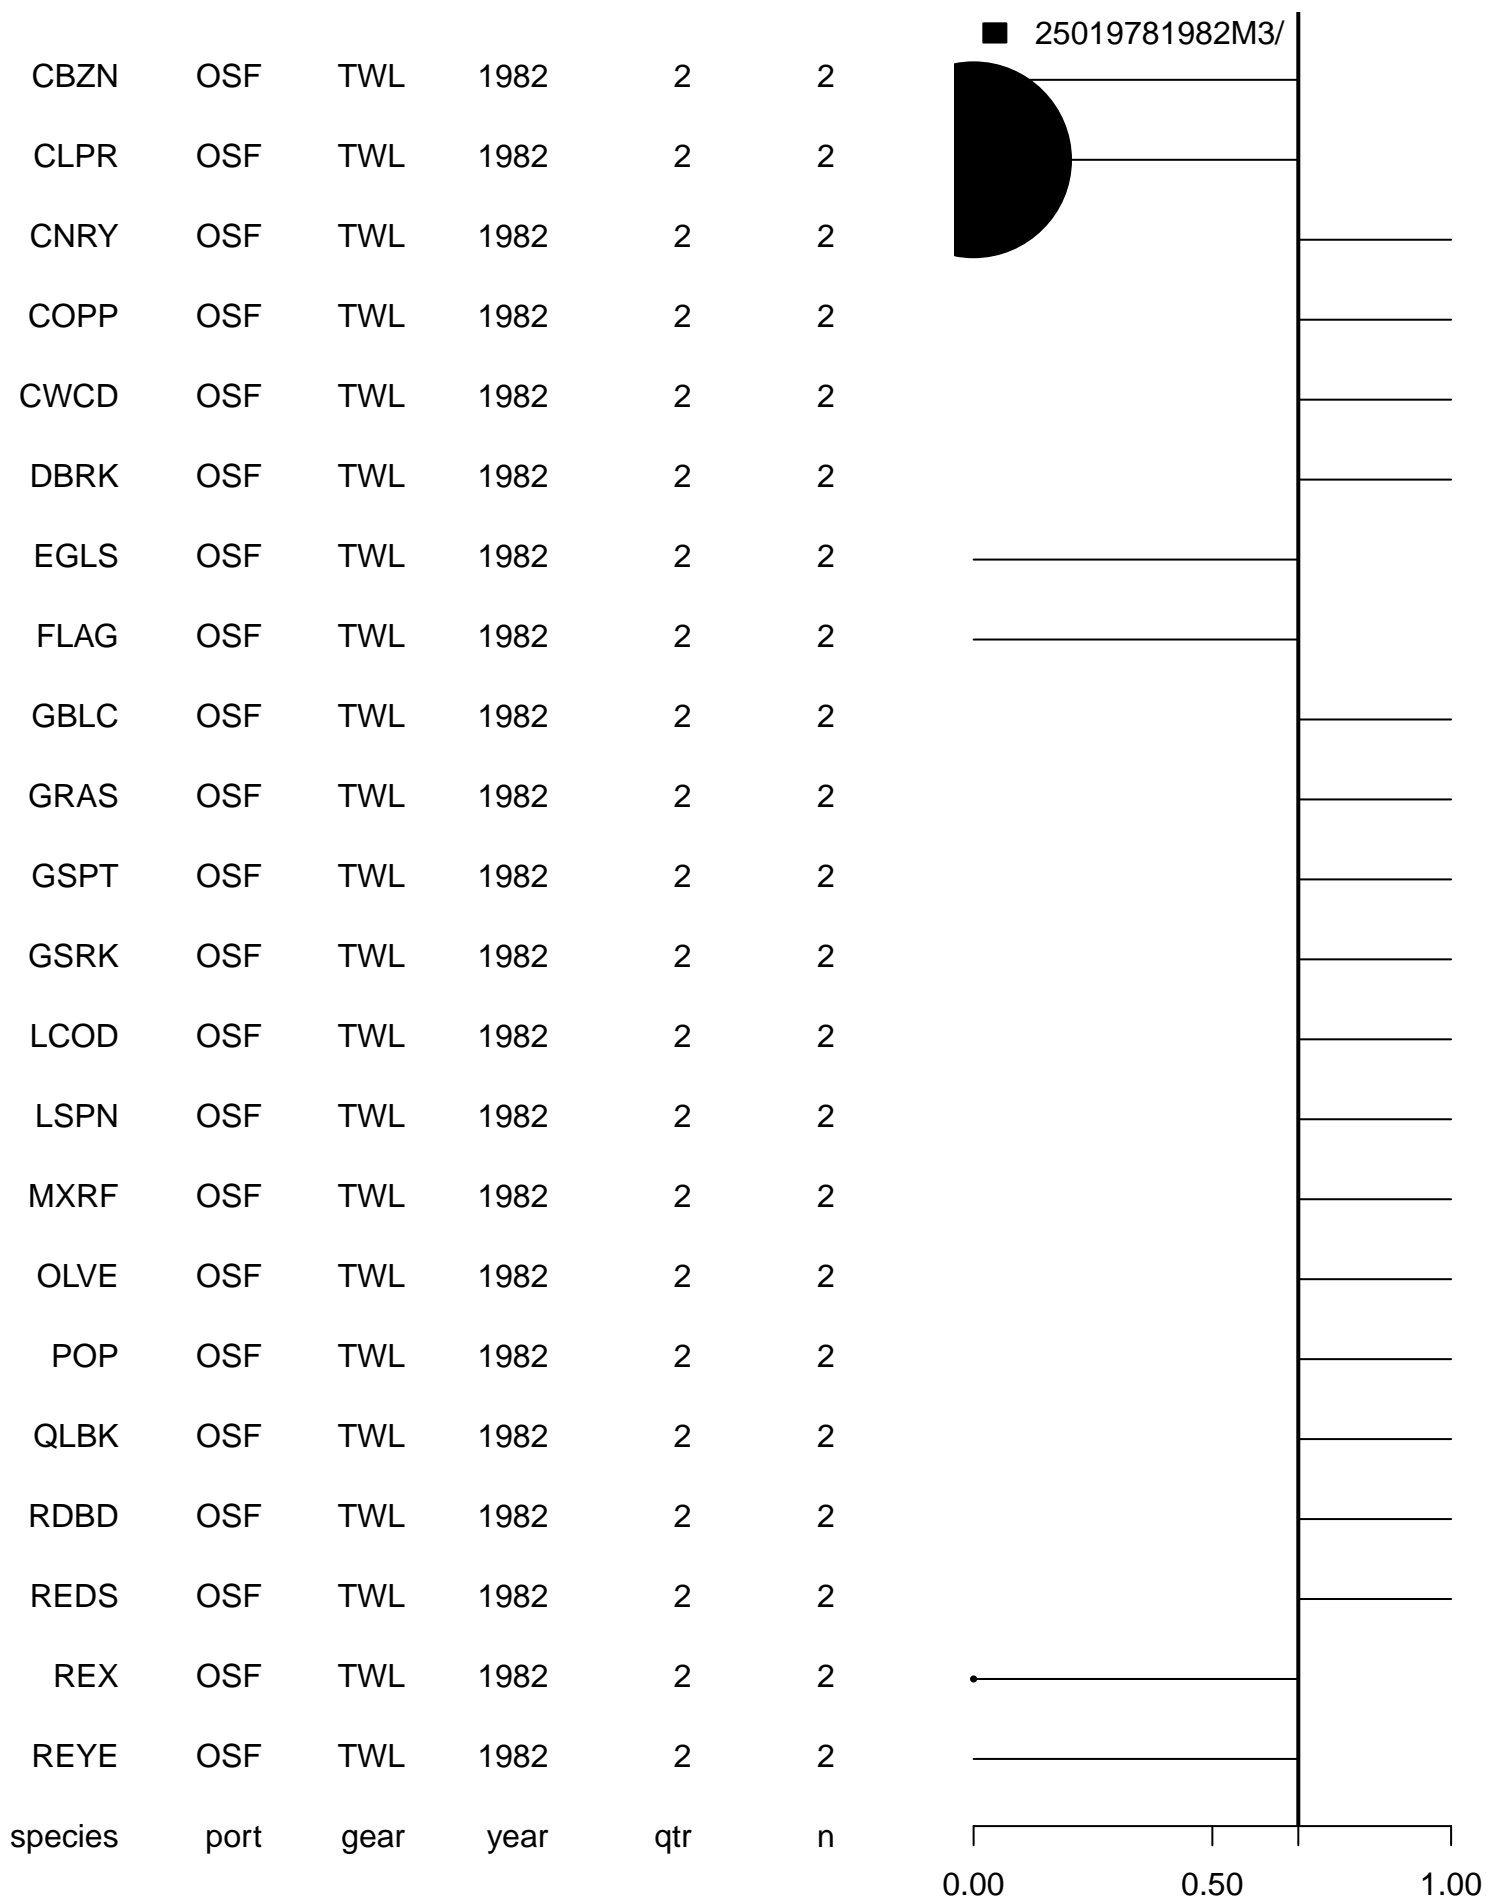 25019781982M3/
CBZN OSF TWL 1982 2 2
CLPR OSF TWL 1982 2 2
CNRY OSF TWL 1982 2 2
COPP OSF TWL 1982 2 2
CWCD OSF TWL 1982 2 2
DBRK OSF TWL 1982 2 2
EGLS OSF TWL 1982 2 2
FLAG OSF TWL 1982 2 2
GBLC OSF TWL 1982 2 2
GRAS OSF TWL 1982 2 2
GSPT OSF TWL 1982 2 2
GSRK OSF TWL 1982 2 2
LCOD OSF TWL 1982 2 2
LSPN OSF TWL 1982 2 2
MXRF OSF TWL 1982 2 2
OLVE OSF TWL 1982 2 2
POP OSF TWL 1982 2 2
QLBK OSF TWL 1982 2 2
RDBD OSF TWL 1982 2 2
REDS OSF TWL 1982 2 2
REX OSF TWL 1982 2 2
REYE OSF TWL 1982 2 2
species port gear year qtr n
0.00 0.50 1.00